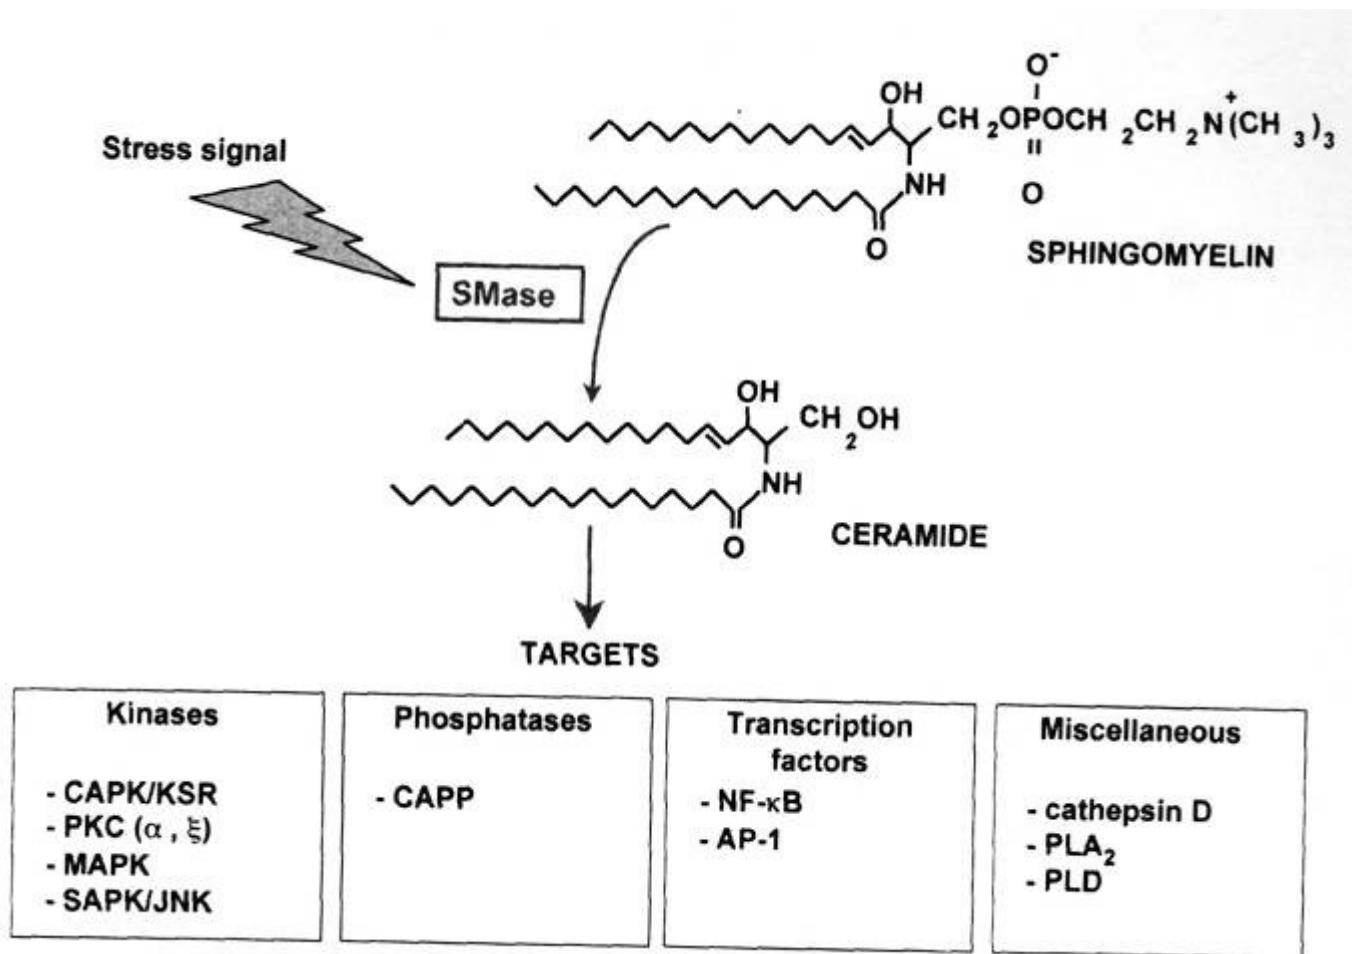 Stress signal
OH
O⁻
CH₂OPOCH₂CH₂N⁺(CH₃)₃
NH
O
O
SPHINGOMYELIN
SMase
OH
CH₂OH
NH
O
CERAMIDE
TARGETS
Kinases
- CAPK/KSR
- PKC (α , ξ)
- MAPK
- SAPK/JNK
Phosphatases
- CAPP
Transcription
factors
- NF-κB
- AP-1
Miscellaneous
- cathepsin D
- PLA₂
- PLD